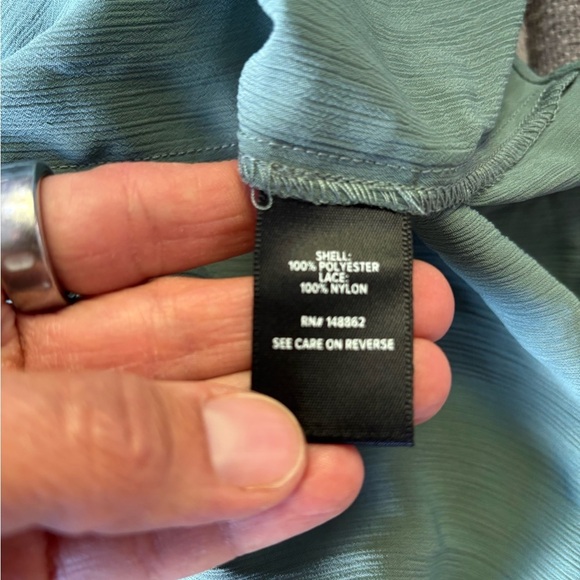 SHELL:
100% POLYESTER
LACE:
100% NYLON
RN# 148862
SEE CARE ON REVERSE